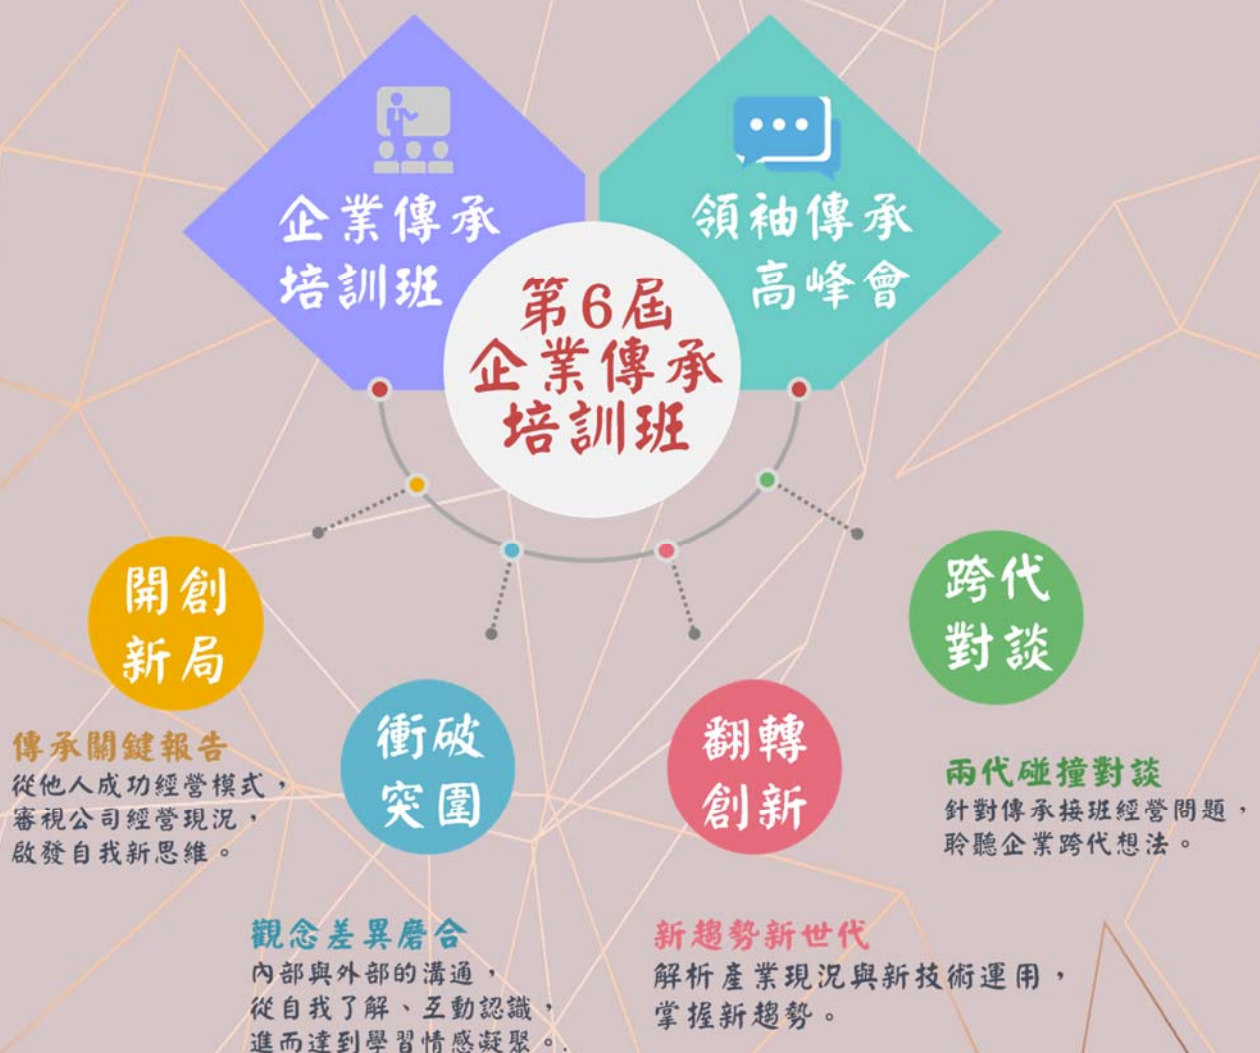 企業傳承
培訓班
領袖傳承
高峰會
第6屆
企業傳承
培訓班
開創
新局
傳承關鍵報告
從他人成功經營模式，
審視公司經營現況，
啟發自我新思維。
衝破
突圍
觀念差異磨合
內部與外部的溝通，
從自我了解、互動認識，
進而達到學習情感凝聚。
翻轉
創新
新趨勢新世代
解析產業現況與新技術運用，
掌握新趨勢。
跨代
對談
兩代碰撞對談
針對傳承接班經營問題，
聆聽企業跨代想法。